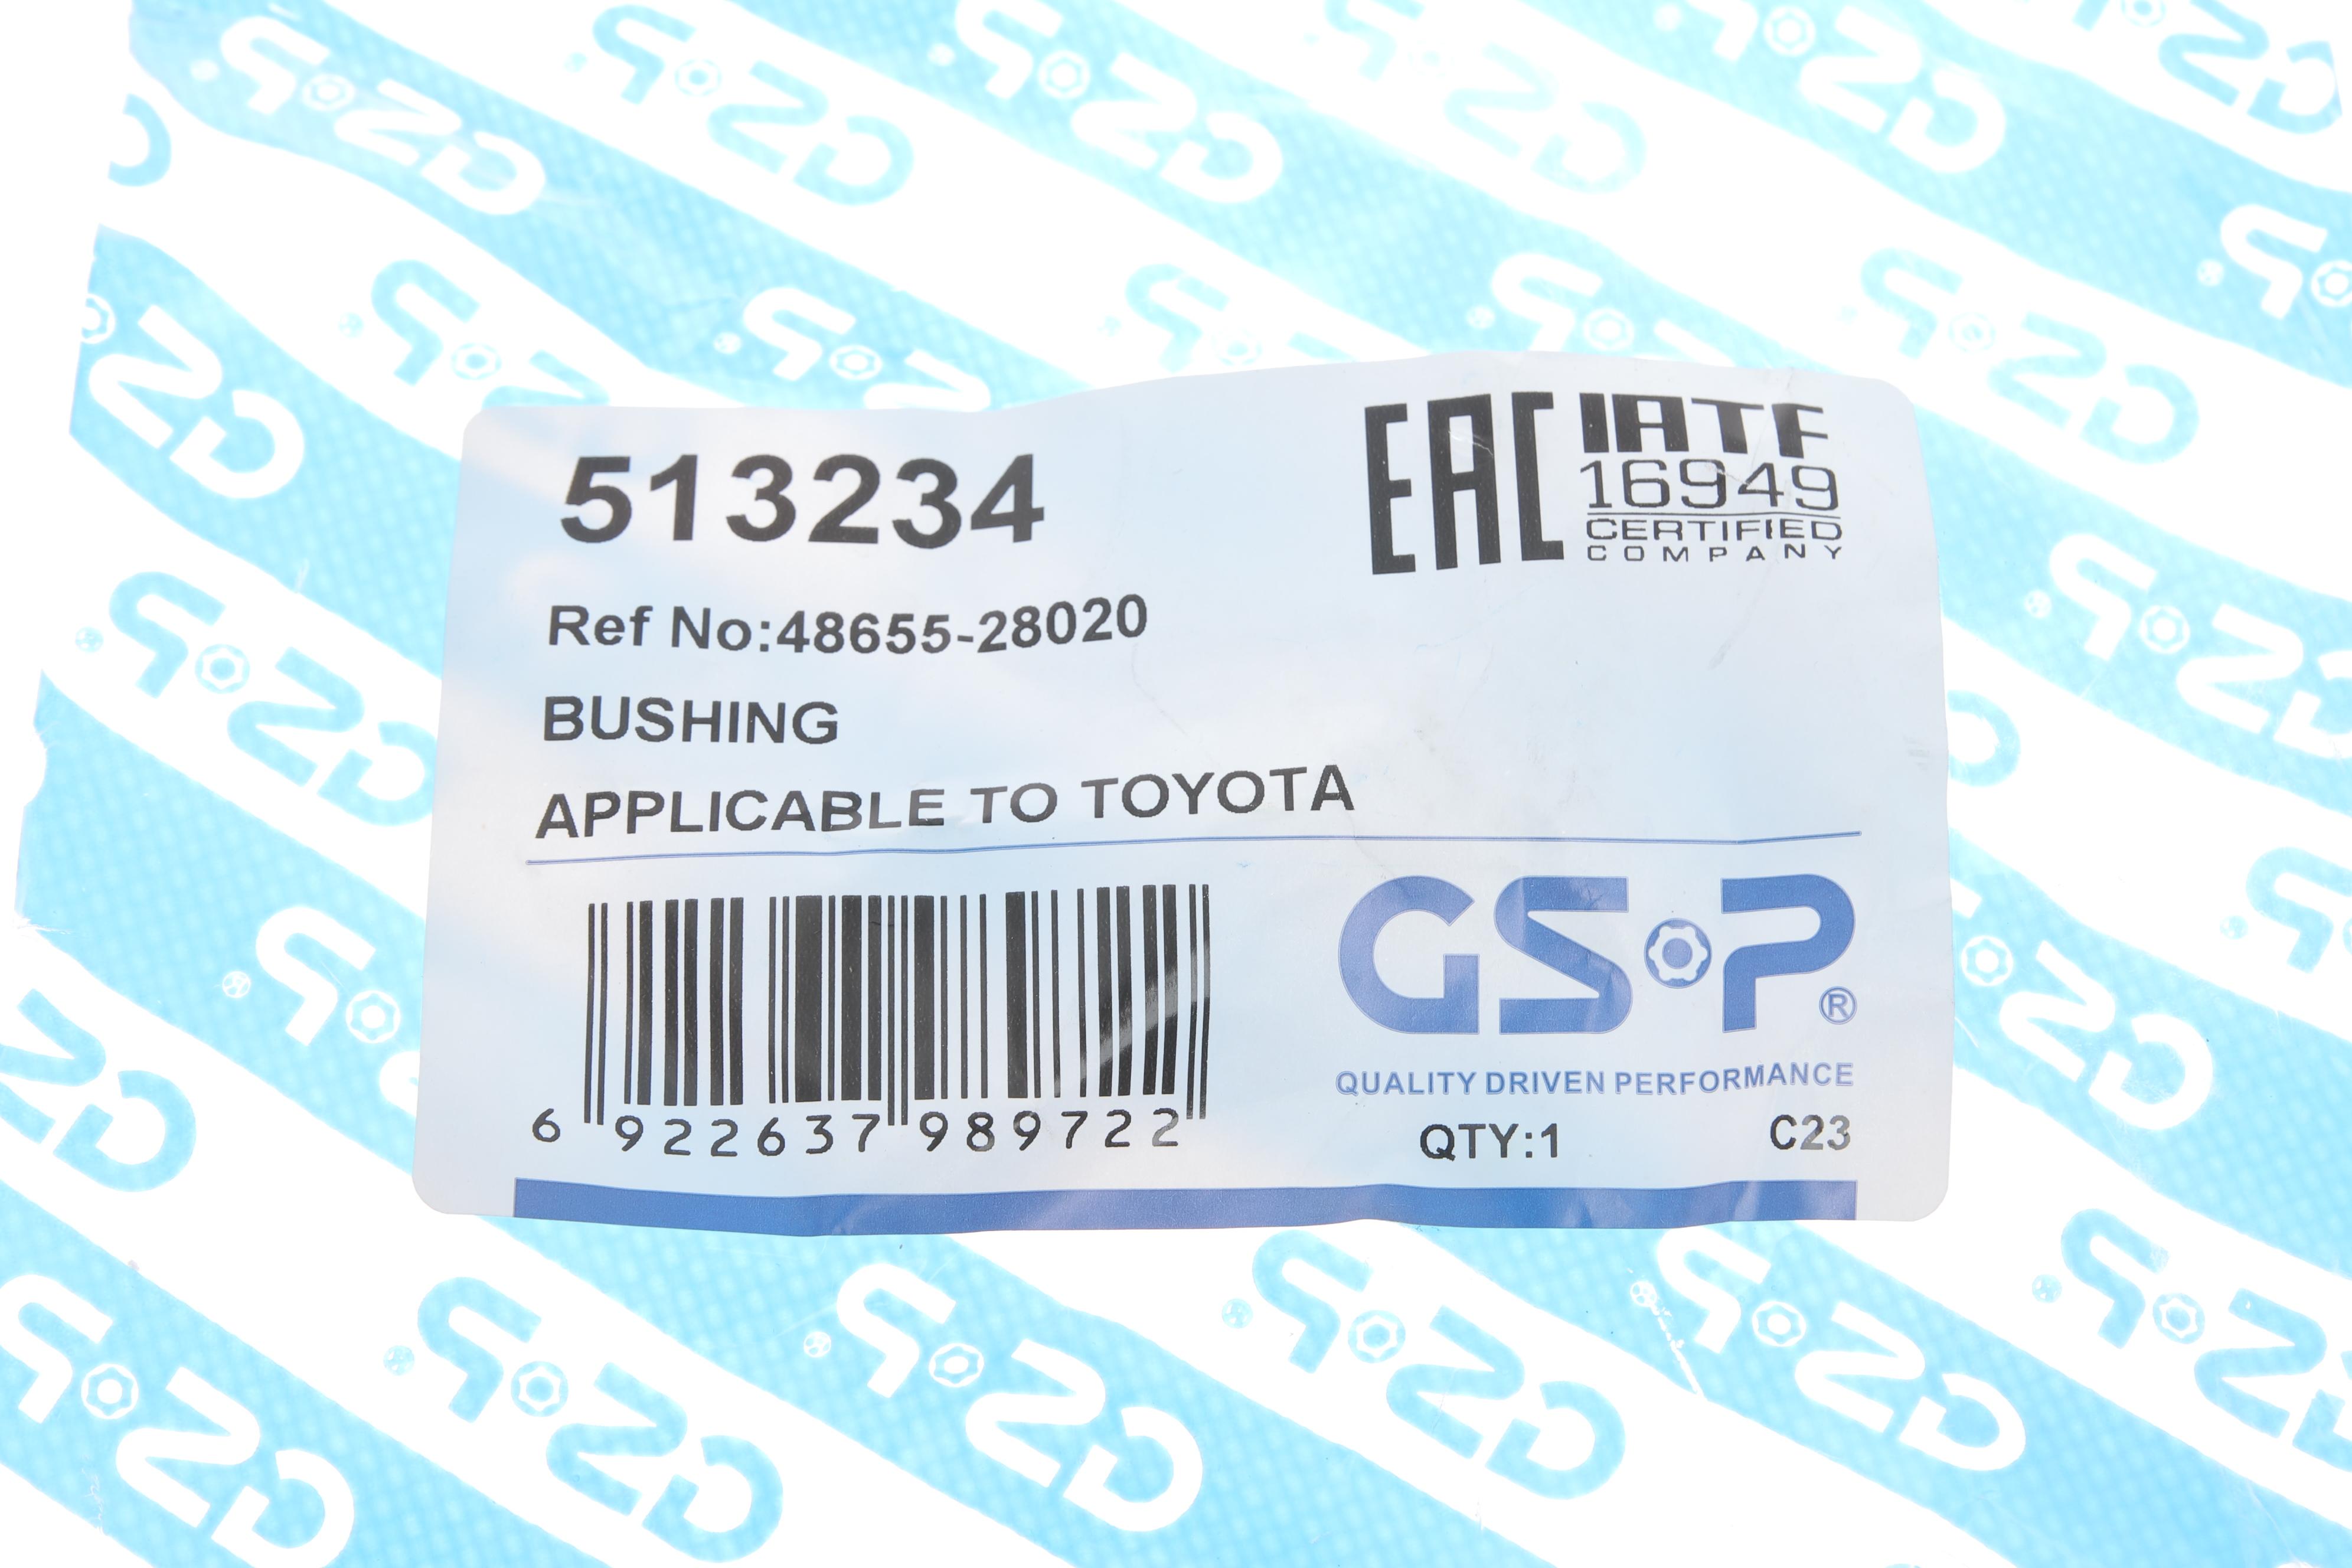 513234
EAC
IATF
16949
CERTIFIED
COMPANY
Ref No:48655-28020
BUSHING
APPLICABLE TO TOYOTA
GSP®
QUALITY DRIVEN PERFORMANCE
6 922637 989722
QTY:1 C23